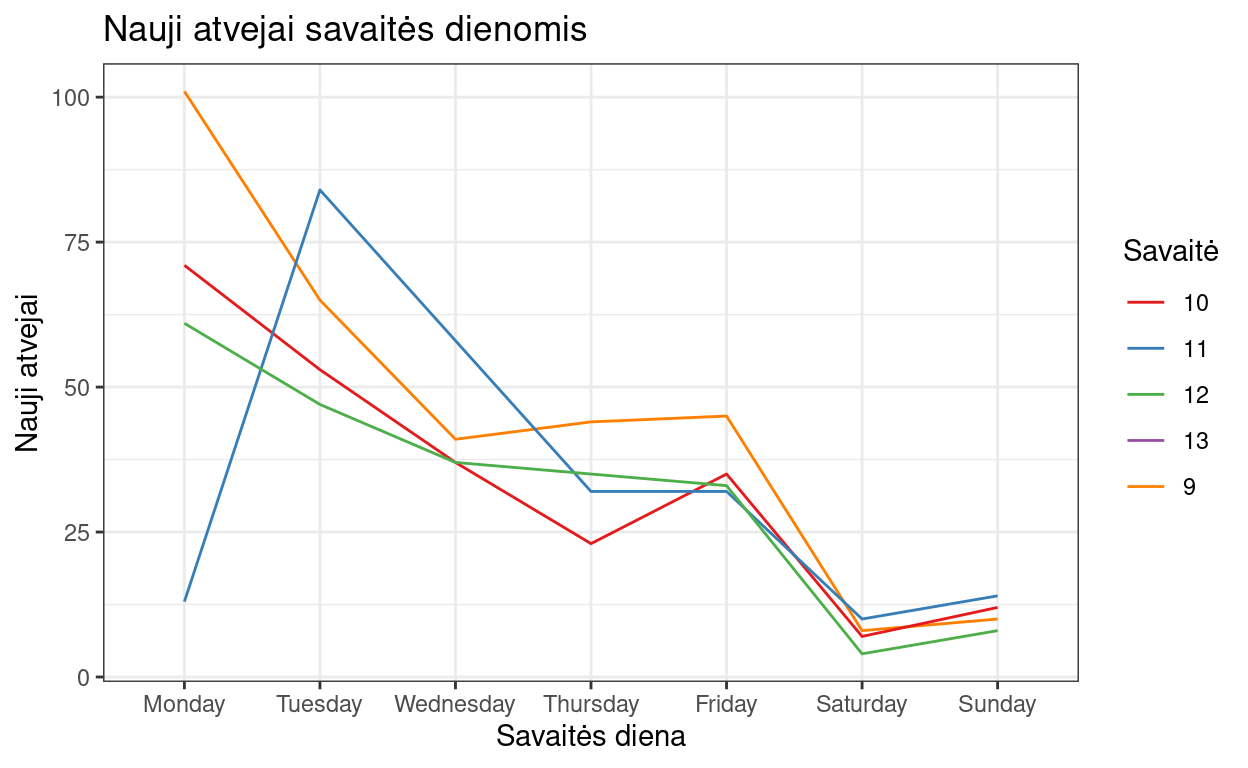 Nauji atvejai savaitės dienomis
Nauji atvejai
100
75
50
25
0
Monday Tuesday Wednesday Thursday Friday Saturday Sunday
Savaitės diena
Savaitė
10
11
12
13
9